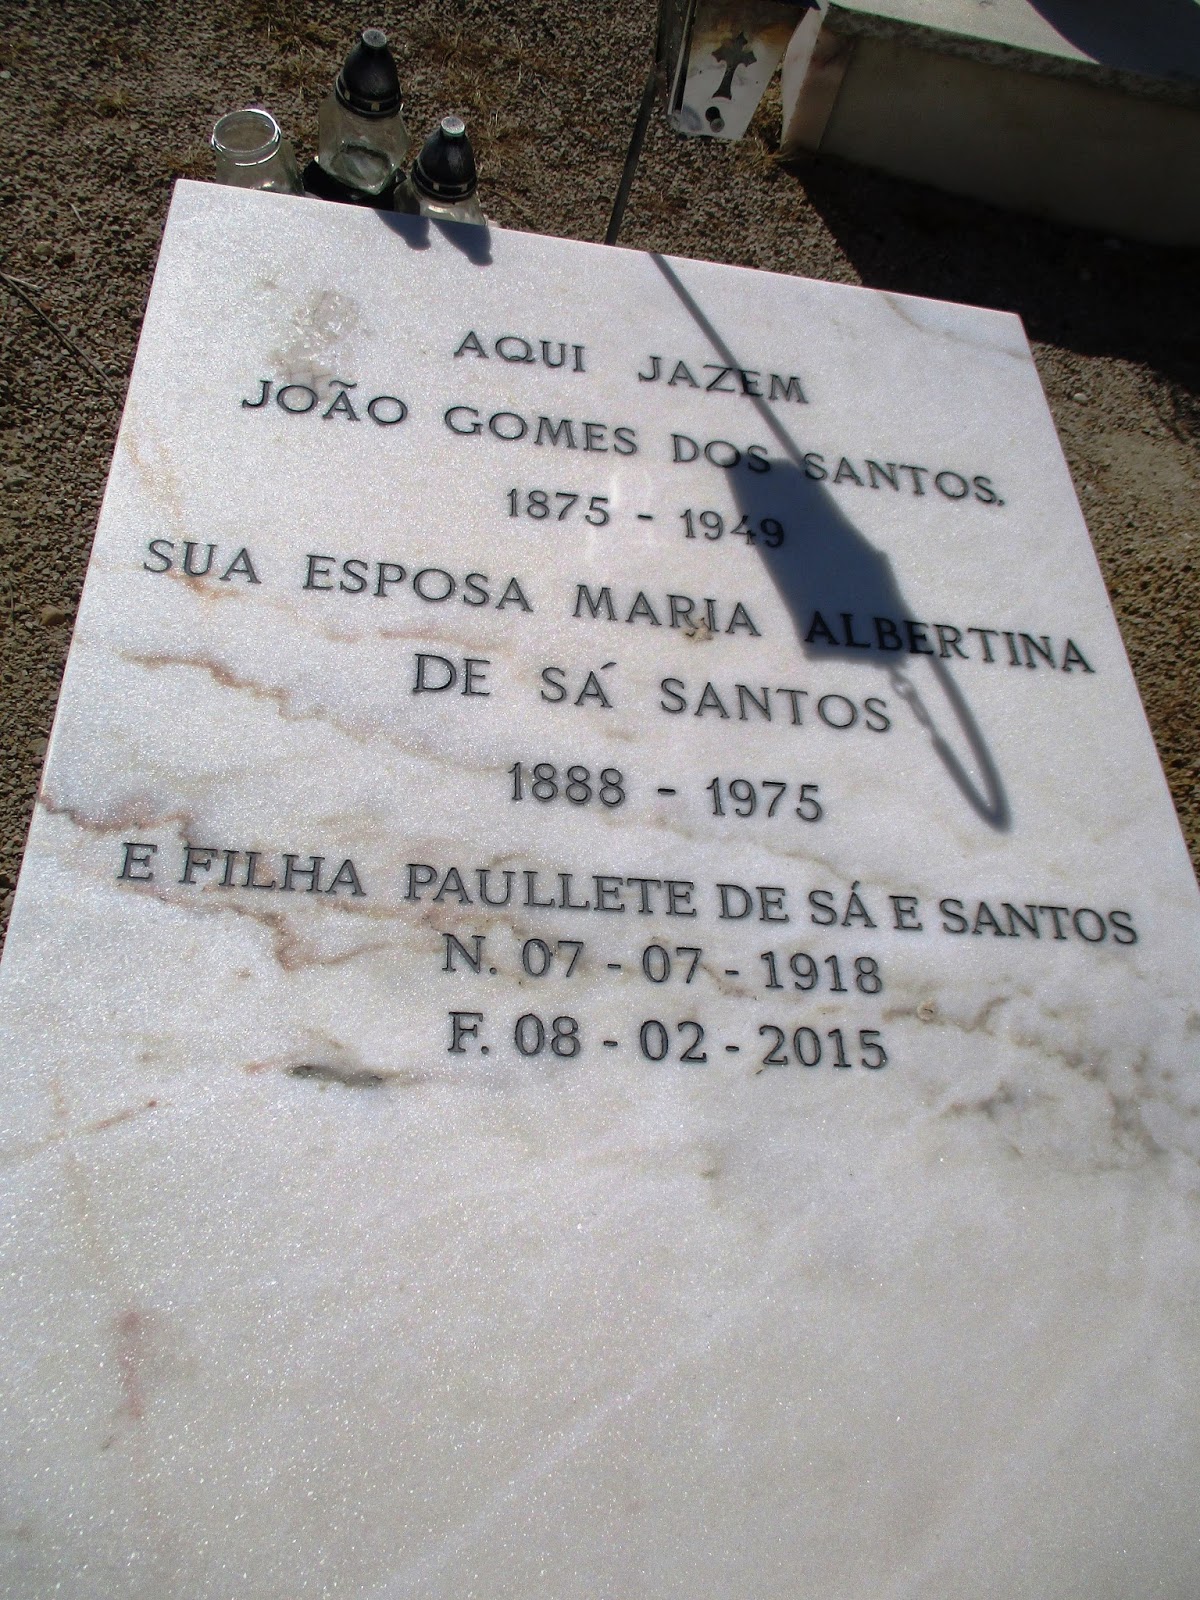 AQUI JAZEM
JOÃO GOMES DOS SANTOS.
1875 - 1949
SUA ESPOSA MARIA ALBERTINA
DE SÁ SANTOS
1888 - 1975
E FILHA PAULLETE DE SÁ E SANTOS
N. 07 - 07 - 1918
F. 08 - 02 - 2015